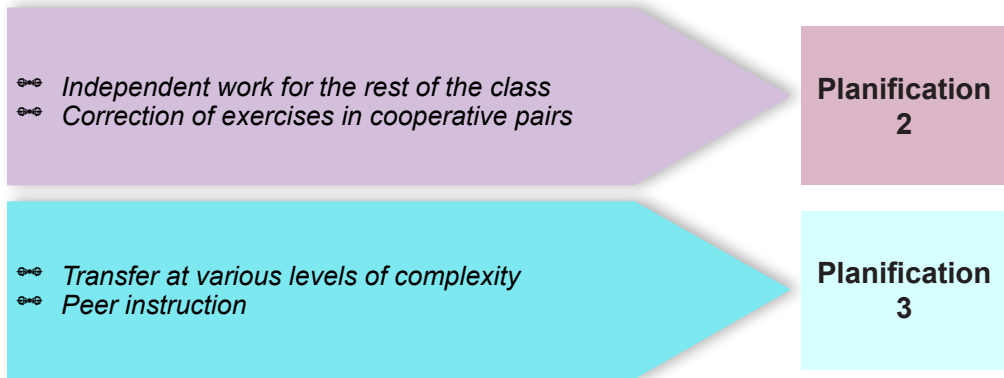 Independent work for the rest of the class
Correction of exercises in cooperative pairs
Planification
2
Transfer at various levels of complexity
Peer instruction
Planification
3